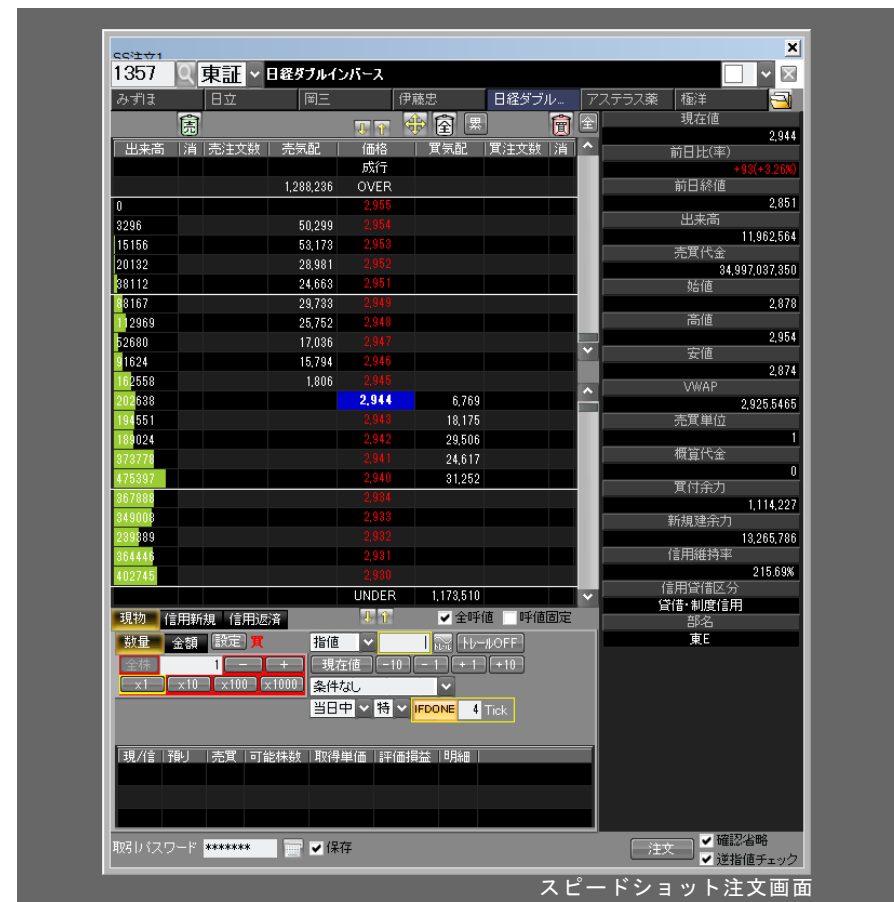 SS注文1
1357 東証 日経ダブルインバース
みずほ 日立 岡三 伊藤忠 日経ダブル... アステラス薬 極洋
売 全 累 買 全
出来高 消 売注文数 売気配 価格 買気配 買注文数 消
成行
1,288,236 OVER
0 2,955
3296 50,299 2,954
15156 53,173 2,953
20132 28,981 2,952
38112 24,663 2,951
88167 29,733 2,949
112969 25,752 2,948
52680 17,036 2,947
91624 15,794 2,946
162558 1,806 2,945
202638 2,944 6,769
194551 2,943 18,175
189024 2,942 29,506
373778 2,941 24,617
475397 2,940 31,252
367888 2,934
349008 2,933
239889 2,932
364446 2,931
402745 2,930
UNDER 1,173,510
現在値
2,944
前日比(率)
+93(+3.26%)
前日終値
2,851
出来高
11,962,564
売買代金
34,997,037,350
始値
2,878
高値
2,954
安値
2,874
VWAP
2,925.5465
売買単位
1
概算代金
0
買付余力
1,114,227
新規建余力
13,265,786
信用維持率
215.69%
信用貸借区分
貸借・制度信用
部名
東E
現物 信用新規 信用返済 全呼値 呼値固定
数量 金額 設定 買 指値 トレールOFF
全株 1 － ＋ 現在値 －10 －1 ＋1 ＋10
x1 x10 x100 x1000 条件なし
当日中 特 IFDONE 4 Tick
現/信 預り 売買 可能株数 取得単価 評価損益 明細
取引パスワード ******* 保存 注文 確認省略
逆指値チェック
スピードショット注文画面